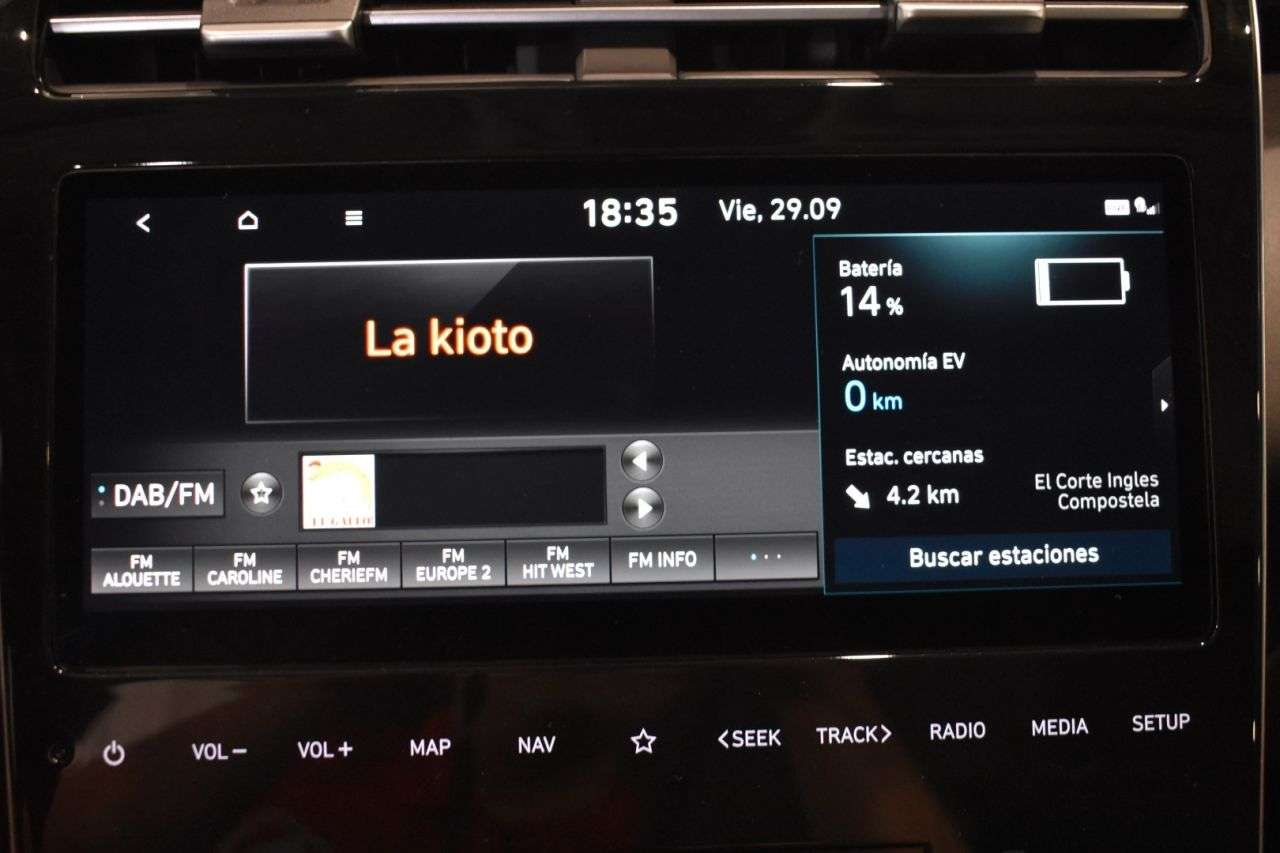 18:35
Vie, 29.09
La kioto
Batería
14 %
Autonomía EV
0 km
Estac. cercanas
4.2 km
El Corte Ingles
Compostela
Buscar estaciones
DAB/FM
FM
ALOUETTE
FM
CAROLINE
FM
CHERIEFM
FM
EUROPE 2
FM
HIT WEST
FM INFO
VOL−
VOL+
MAP
NAV
<SEEK
TRACK>
RADIO
MEDIA
SETUP